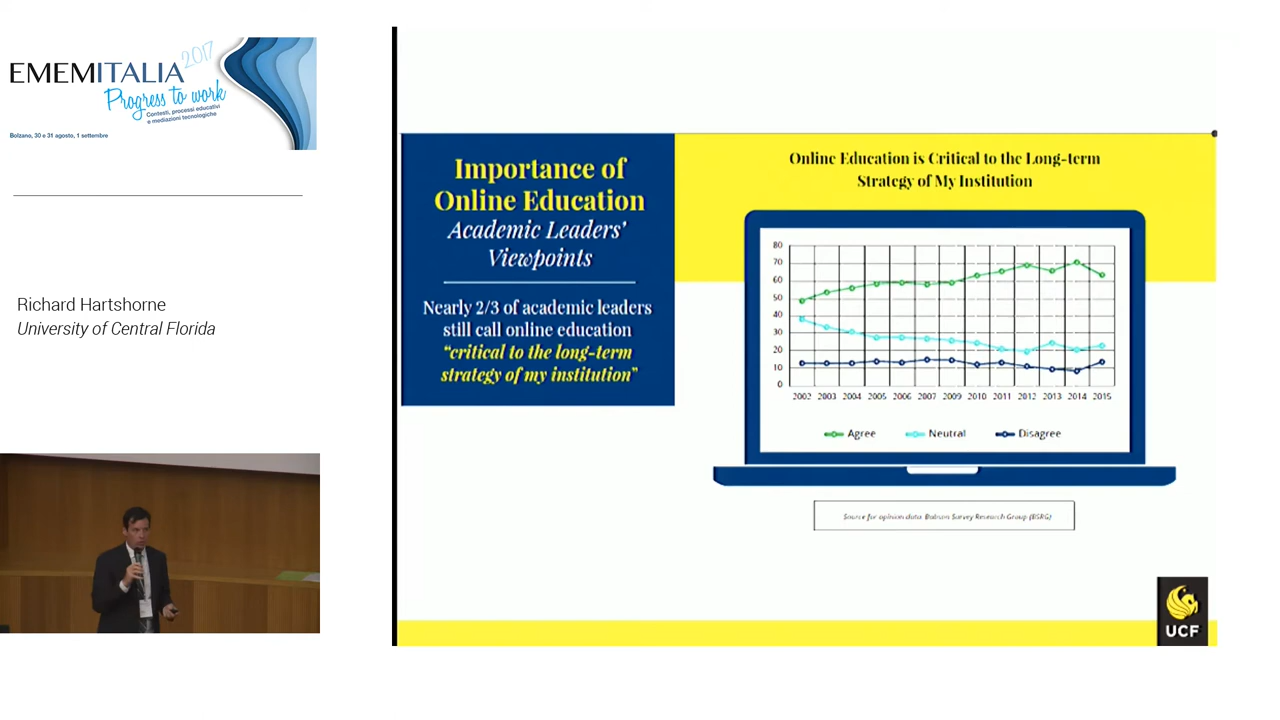 EMEMITALIA 2017
Progress to work
Contesti, processi educativi
e mediazioni tecnologiche
Bolzano, 30 e 31 agosto, 1 settembre
Richard Hartshorne
University of Central Florida
Importance of
Online Education
Academic Leaders'
Viewpoints
Nearly 2/3 of academic leaders
still call online education
"critical to the long-term
strategy of my institution"
Online Education is Critical to the Long-term
Strategy of My Institution
80
70
60
50
40
30
20
10
0
2002 2003 2004 2005 2006 2007 2009 2010 2011 2012 2013 2014 2015
Agree Neutral Disagree
Source for opinion data: Babson Survey Research Group (BSRG)
UCF